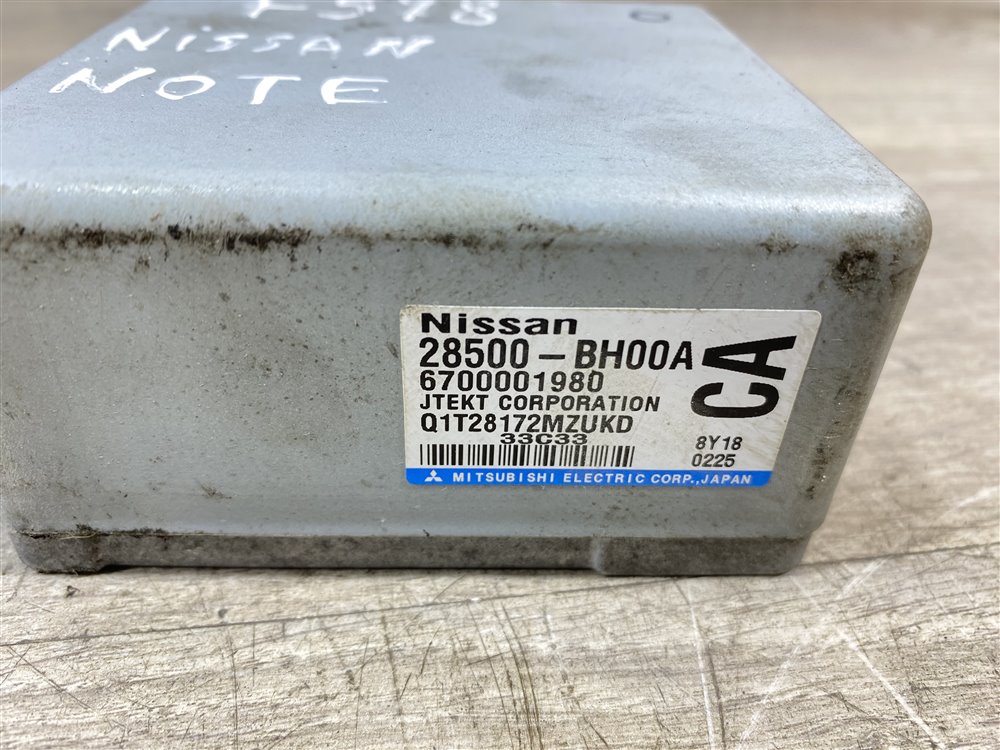 NISSAN
NOTE
Nissan
28500-BH00A
6700001980
JTEKT CORPORATION
Q1T28172MZUKD
33C33
CA
8Y18
0225
MITSUBISHI ELECTRIC CORP., JAPAN